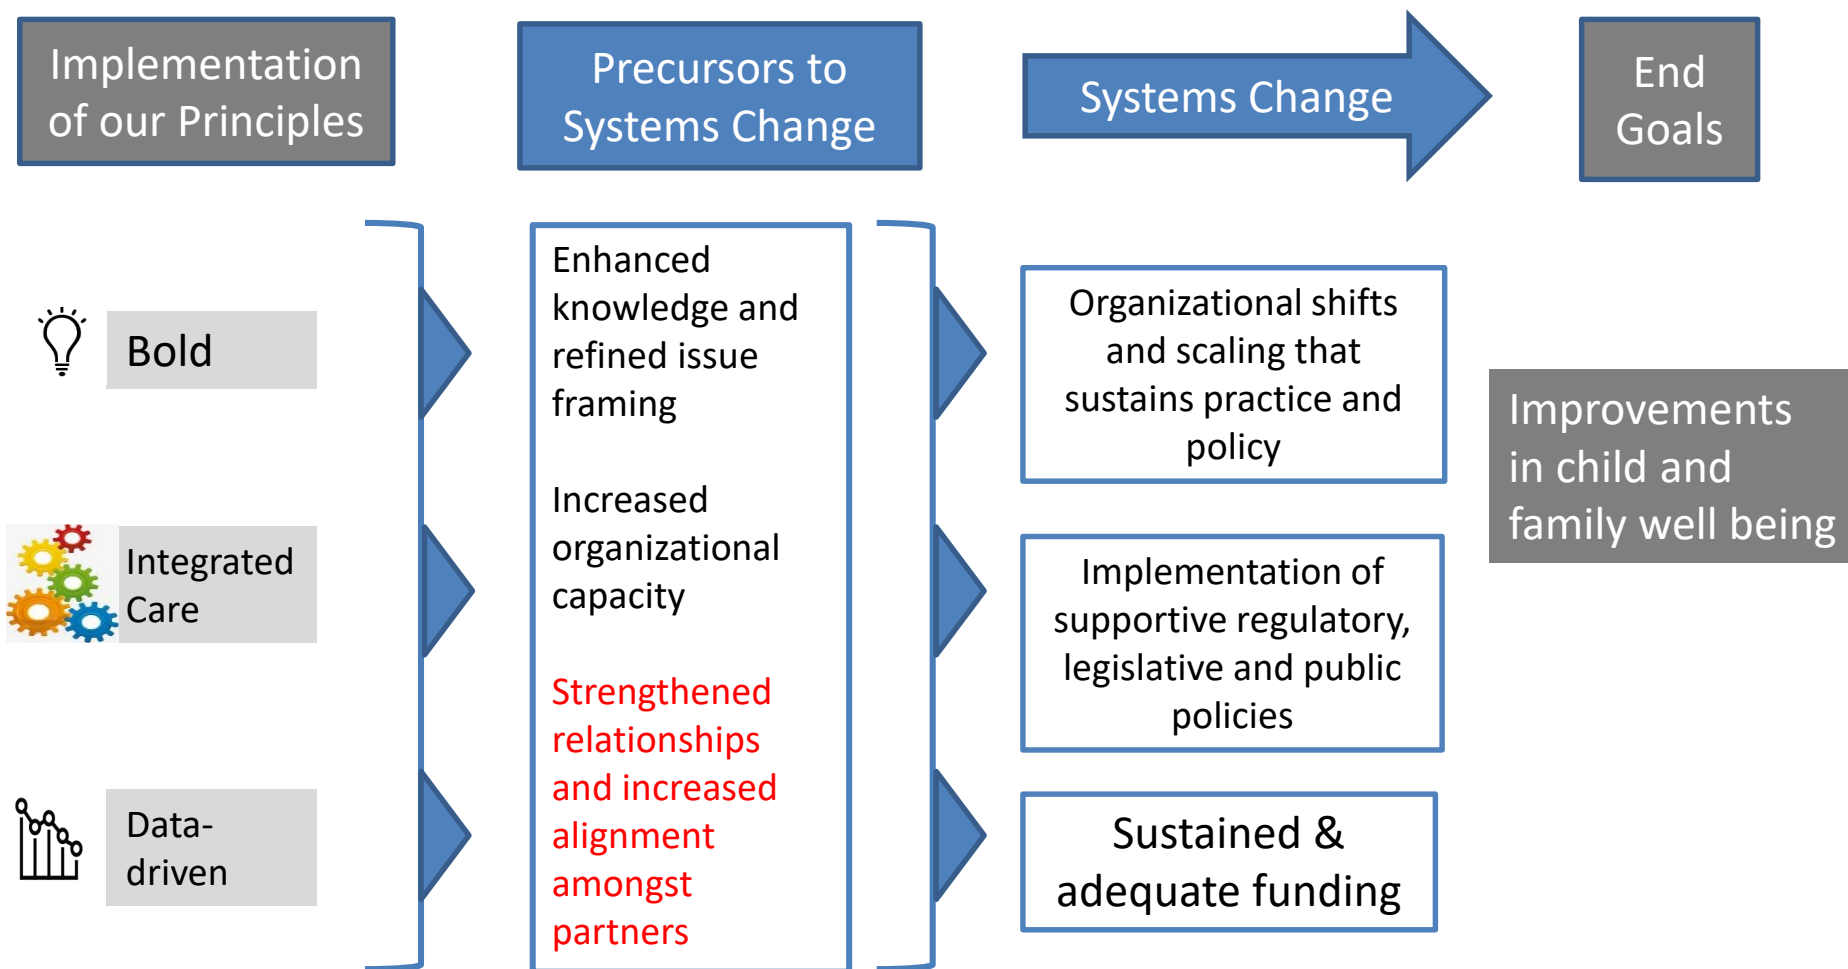 Implementation
of our Principles
Precursors to
Systems Change
Systems Change
End
Goals
Bold
Integrated
Care
Data-
driven
Enhanced
knowledge and
refined issue
framing
Increased
organizational
capacity
Strengthened
relationships
and increased
alignment
amongst
partners
Organizational shifts
and scaling that
sustains practice and
policy
Implementation of
supportive regulatory,
legislative and public
policies
Sustained &
adequate funding
Improvements
in child and
family well being